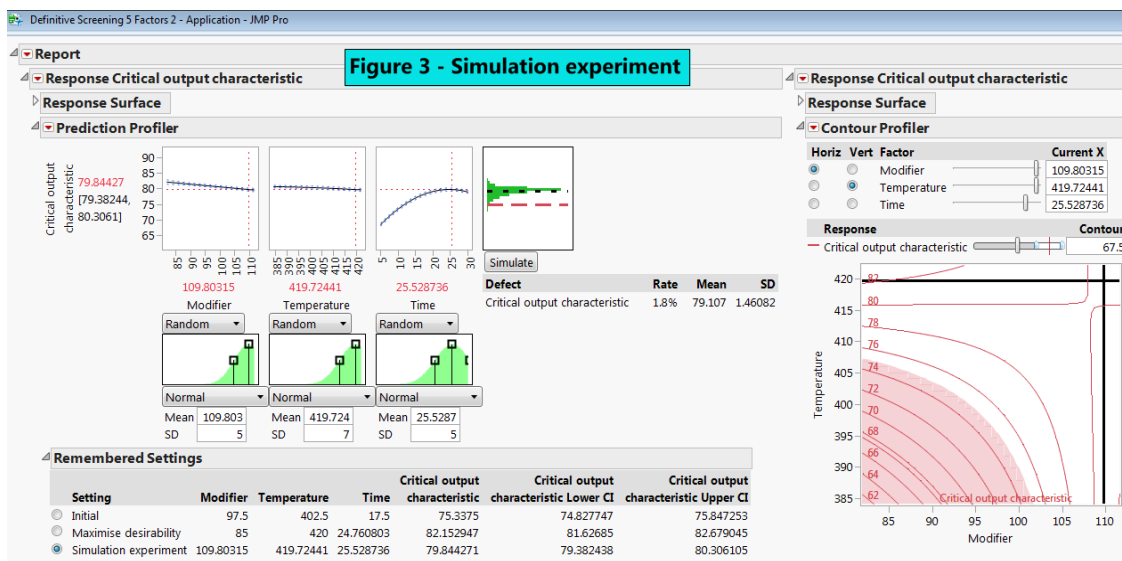 Definitive Screening 5 Factors 2 - Application - JMP Pro
Report
Figure 3 - Simulation experiment
Response Critical output characteristic
Response Surface
Prediction Profiler
Critical output
characteristic
79.84427
[79.38244,
80.3061]
90
85
80
75
70
65
85 90 95 100 105 110
385 390 395 400 405 410 415 420
5 10 15 20 25 30
109.80315 419.72441 25.528736
Modifier Temperature Time
Random Random Random
Normal Normal Normal
Mean 109.803 Mean 419.724 Mean 25.5287
SD 5 SD 7 SD 5
Simulate
Defect Rate Mean SD
Critical output characteristic 1.8% 79.107 1.46082
Remembered Settings
Critical output Critical output Critical output
Setting Modifier Temperature Time characteristic characteristic Lower CI characteristic Upper CI
Initial 97.5 402.5 17.5 75.3375 74.827747 75.847253
Maximise desirability 85 420 24.760803 82.152947 81.62685 82.679045
Simulation experiment 109.80315 419.72441 25.528736 79.844271 79.382438 80.306105
Response Critical output characteristic
Response Surface
Contour Profiler
Horiz Vert Factor Current X
Modifier 109.80315
Temperature 419.72441
Time 25.528736
Response Contour
Critical output characteristic 67.5
Temperature
420
415
410
405
400
395
390
385
82
80
78
76
74
72
70
68
66
64
62
Critical output characteristic
85 90 95 100 105 110
Modifier